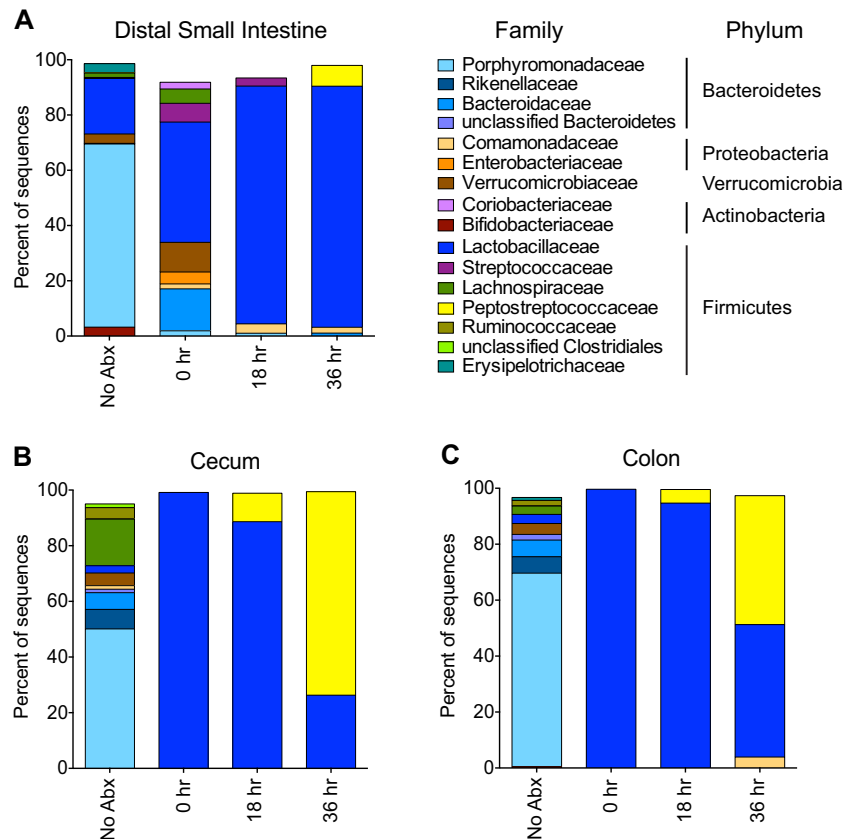 A
Distal Small Intestine
Percent of sequences
100
80
60
40
20
0
No Abx
0 hr
18 hr
36 hr
Family
Phylum
Porphyromonadaceae
Rikenellaceae
Bacteroidaceae
unclassified Bacteroidetes
Bacteroidetes
Comamonadaceae
Enterobacteriaceae
Proteobacteria
Verrucomicrobiaceae
Verrucomicrobia
Coriobacteriaceae
Bifidobacteriaceae
Actinobacteria
Lactobacillaceae
Streptococcaceae
Lachnospiraceae
Peptostreptococcaceae
Ruminococcaceae
unclassified Clostridiales
Erysipelotrichaceae
Firmicutes
B
Cecum
Percent of sequences
100
80
60
40
20
0
No Abx
0 hr
18 hr
36 hr
C
Colon
Percent of sequences
100
80
60
40
20
0
No Abx
0 hr
18 hr
36 hr